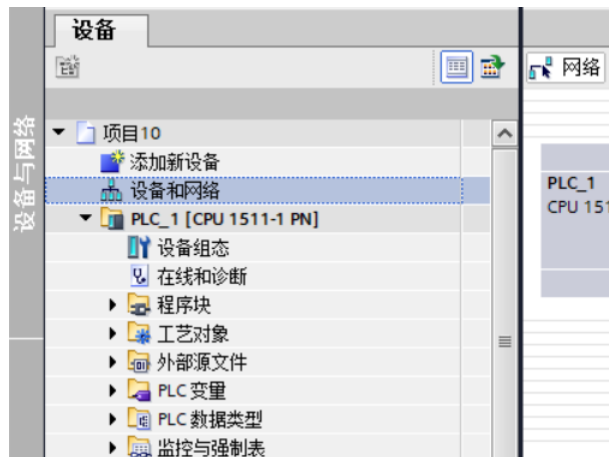 设备
设备与网络
项目10
添加新设备
设备和网络
PLC_1 [CPU 1511-1 PN]
设备组态
在线和诊断
程序块
工艺对象
外部源文件
PLC 变量
PLC 数据类型
监控与强制表
网络
PLC_1
CPU 151